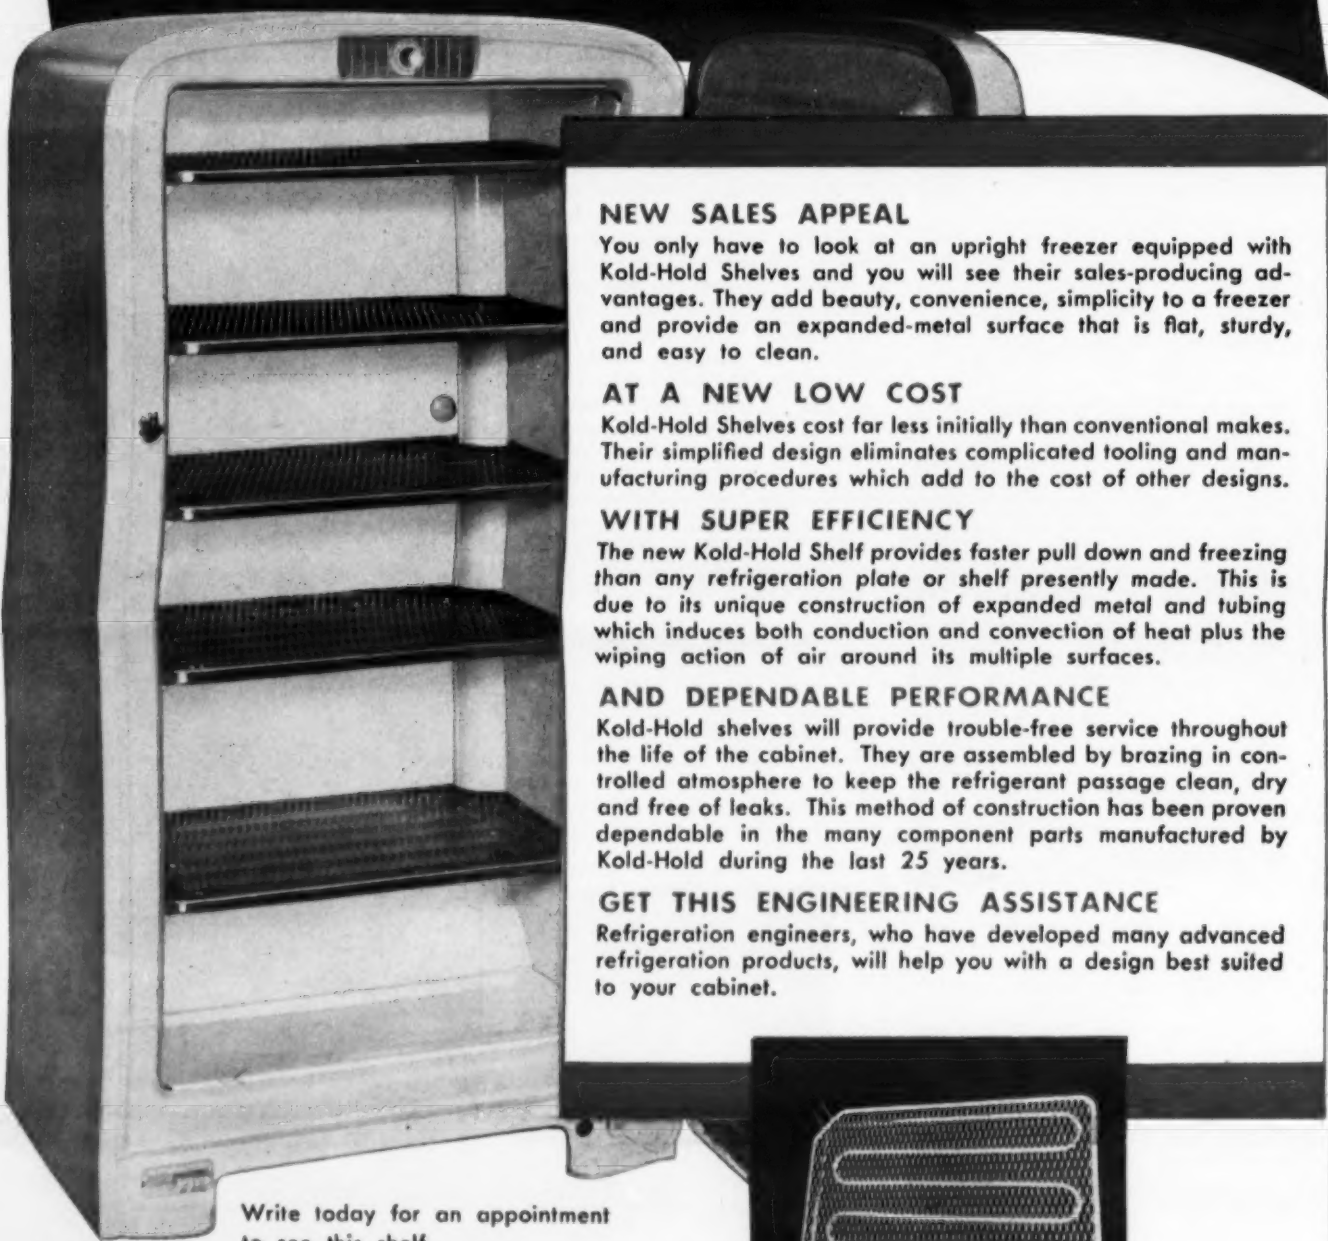 NEW SALES APPEAL
You only have to look at an upright freezer equipped with
Kold-Hold Shelves and you will see their sales-producing ad-
vantages. They add beauty, convenience, simplicity to a freezer
and provide an expanded-metal surface that is flat, sturdy,
and easy to clean.
AT A NEW LOW COST
Kold-Hold Shelves cost far less initially than conventional makes.
Their simplified design eliminates complicated tooling and man-
ufacturing procedures which add to the cost of other designs.
WITH SUPER EFFICIENCY
The new Kold-Hold Shelf provides faster pull down and freezing
than any refrigeration plate or shelf presently made. This is
due to its unique construction of expanded metal and tubing
which induces both conduction and convection of heat plus the
wiping action of air around its multiple surfaces.
AND DEPENDABLE PERFORMANCE
Kold-Hold shelves will provide trouble-free service throughout
the life of the cabinet. They are assembled by brazing in con-
trolled atmosphere to keep the refrigerant passage clean, dry
and free of leaks. This method of construction has been proven
dependable in the many component parts manufactured by
Kold-Hold during the last 25 years.
GET THIS ENGINEERING ASSISTANCE
Refrigeration engineers, who have developed many advanced
refrigeration products, will help you with a design best suited
to your cabinet.
Write today for an appointment
to see this shelf